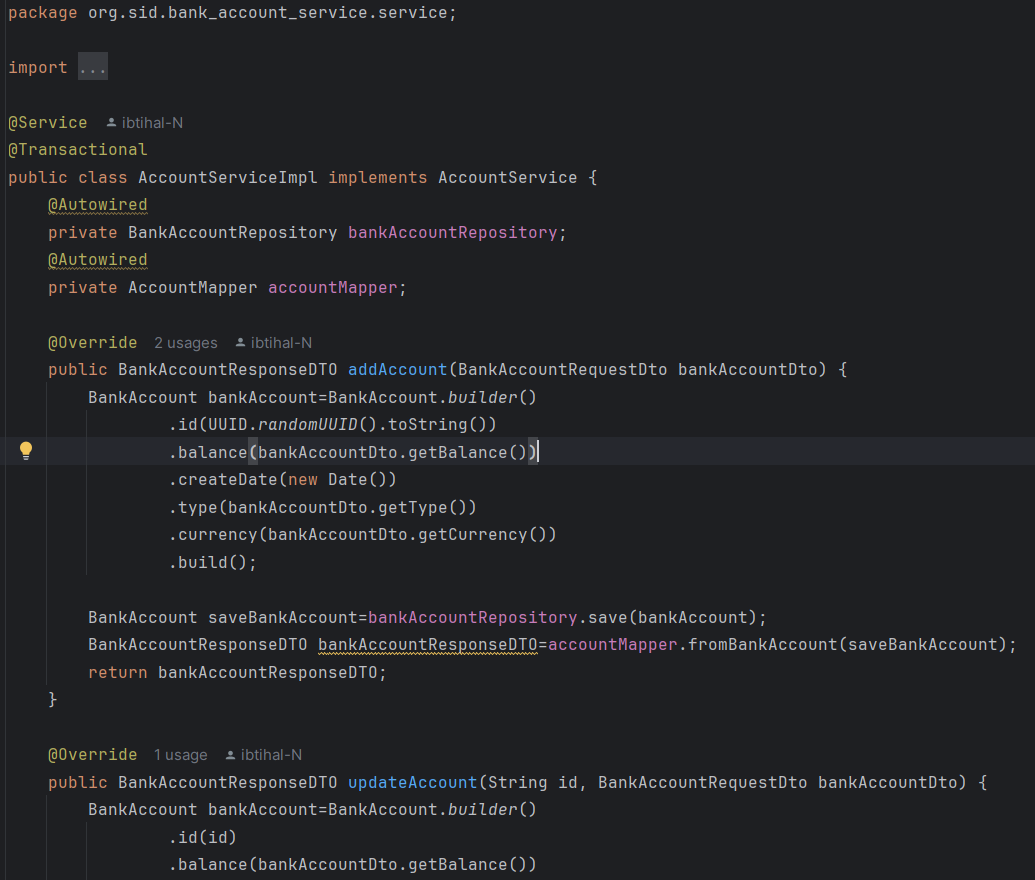 package org.sid.bank_account_service.service;
import ...
@Service ibtihal-N
@Transactional
public class AccountServiceImpl implements AccountService {
@Autowired
private BankAccountRepository bankAccountRepository;
@Autowired
private AccountMapper accountMapper;
@Override 2 usages ibtihal-N
public BankAccountResponseDTO addAccount(BankAccountRequestDto bankAccountDto) {
BankAccount bankAccount=BankAccount.builder()
.id(UUID.randomUUID().toString())
.balance(bankAccountDto.getBalance())
.createDate(new Date())
.type(bankAccountDto.getType())
.currency(bankAccountDto.getCurrency())
.build();
BankAccount saveBankAccount=bankAccountRepository.save(bankAccount);
BankAccountResponseDTO bankAccountResponseDTO=accountMapper.fromBankAccount(saveBankAccount);
return bankAccountResponseDTO;
}
@Override 1 usage ibtihal-N
public BankAccountResponseDTO updateAccount(String id, BankAccountRequestDto bankAccountDto) {
BankAccount bankAccount=BankAccount.builder()
.id(id)
.balance(bankAccountDto.getBalance())